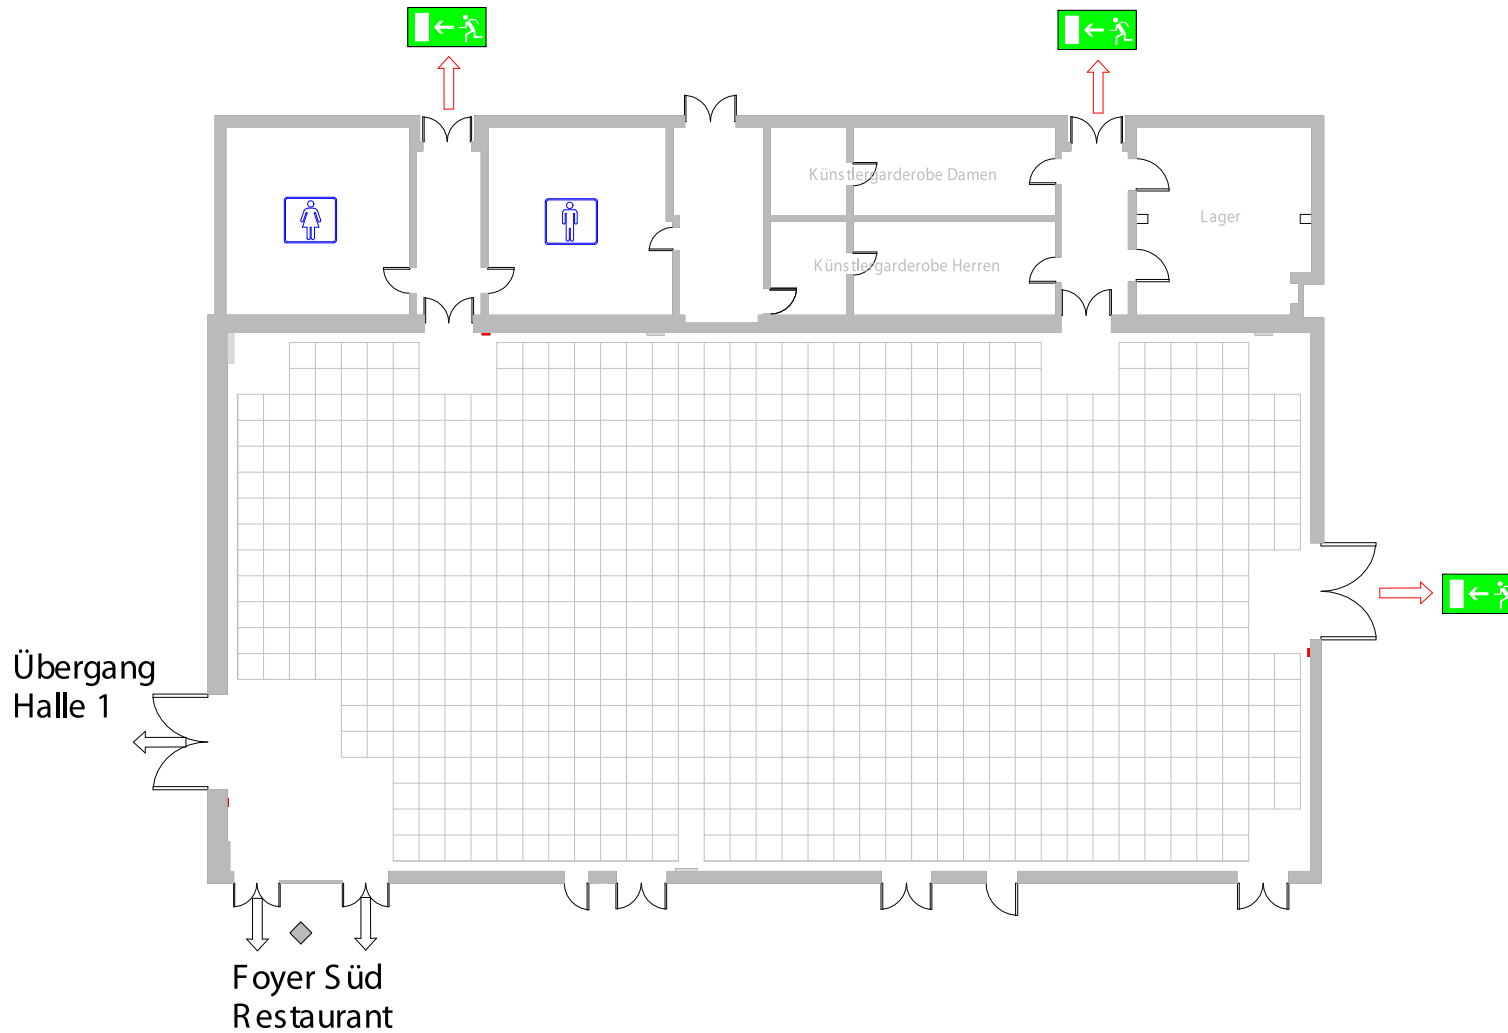 Künstlergarderobe Damen
Lager
Künstlergarderobe Herren
Übergang
Halle 1
Foyer Süd
Restaurant